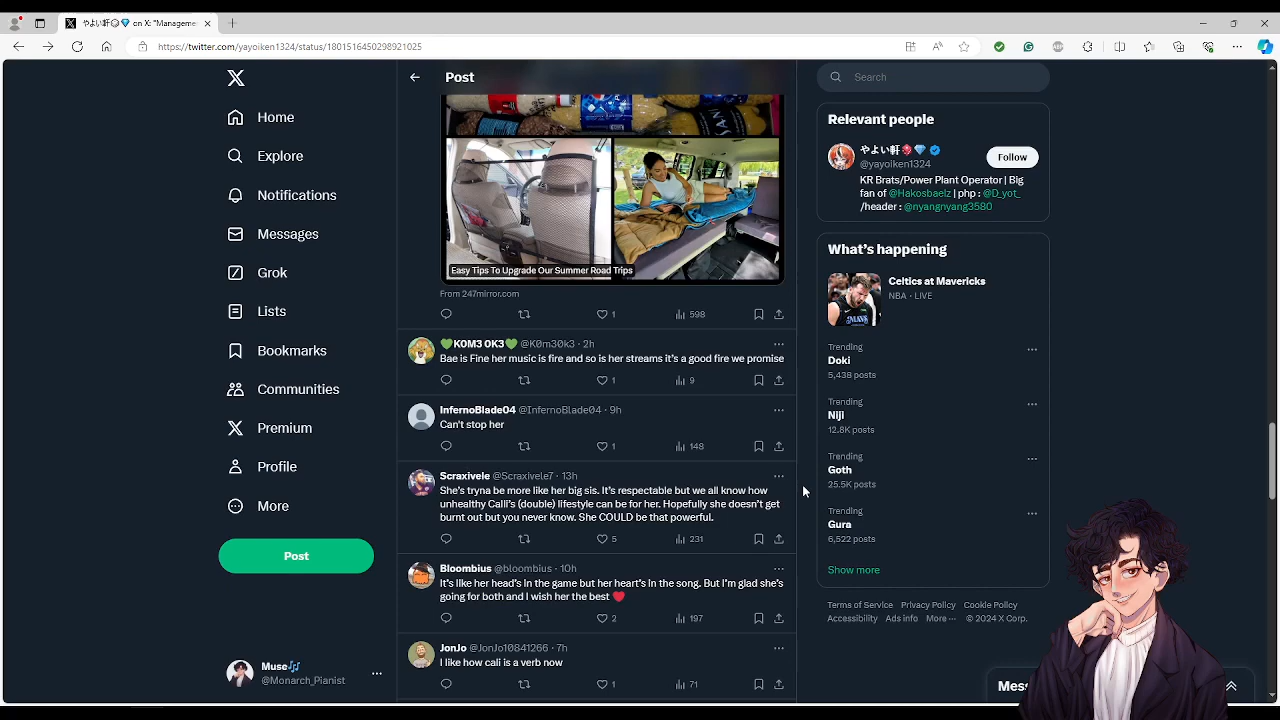 やよい軒🎲💎 on X: "Managemen
https://twitter.com/yayoiken1324/status/1801516450298921025
Home
Explore
Notifications
Messages
Grok
Lists
Bookmarks
Communities
Premium
Profile
More
Post
Muse🎶
@Monarch_Pianist
Post
SANI
Easy Tips To Upgrade Our Summer Road Trips
From 247mirror.com
1
598
💚K0M3 0K3💚 @K0m30k3 · 2h
Bae is Fine her music is fire and so is her streams it's a good fire we promise
1
9
InfernoBlade04 @InfernoBlade04 · 9h
Can't stop her
1
148
Scraxivele @Scraxivele7 · 13h
She's tryna be more like her big sis. It's respectable but we all know how
unhealthy Calli's (double) lifestyle can be for her. Hopefully she doesn't get
burnt out but you never know. She COULD be that powerful.
5
231
Bloombius @bloombius · 10h
It's like her head's in the game but her heart's in the song. But I'm glad she's
going for both and I wish her the best ❤️
2
197
JonJo @JonJo10841266 · 7h
I like how cali is a verb now
1
71
Search
Relevant people
やよい軒🎲💎
@yayoiken1324
Follow
KR Brats/Power Plant Operator | Big
fan of @Hakosbaelz | php : @D_yot_
/header : @nyangnyang3580
What's happening
Celtics at Mavericks
NBA · LIVE
MAVS
Trending
Doki
5,438 posts
Trending
Niji
12.8K posts
Trending
Goth
25.5K posts
Trending
Gura
6,522 posts
Show more
Terms of Service Privacy Policy Cookie Policy
Accessibility Ads info More ··· © 2024 X Corp.
Mess